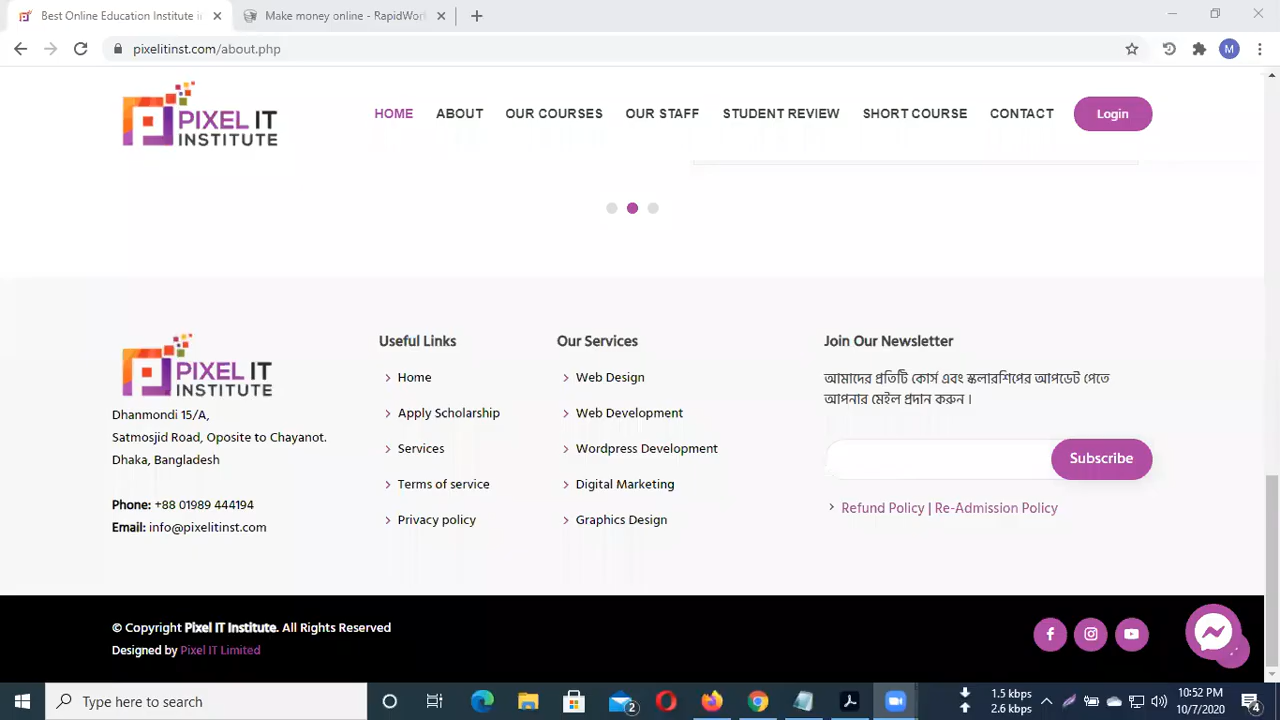 Best Online Education Institute i
Make money online - RapidWor
pixelitinst.com/about.php
M
PIXEL IT
INSTITUTE
HOME
ABOUT
OUR COURSES
OUR STAFF
STUDENT REVIEW
SHORT COURSE
CONTACT
Login
PIXEL IT
INSTITUTE
Dhanmondi 15/A,
Satmosjid Road, Oposite to Chayanot.
Dhaka, Bangladesh
Phone: +88 01989 444194
Email: info@pixelitinst.com
Useful Links
Home
Apply Scholarship
Services
Terms of service
Privacy policy
Our Services
Web Design
Web Development
Wordpress Development
Digital Marketing
Graphics Design
Join Our Newsletter
আমাদের প্রতিটি কোর্স এবং স্কলারশিপের আপডেট পেতে
আপনার মেইল প্রদান করুন ।
Subscribe
Refund Policy | Re-Admission Policy
© Copyright Pixel IT Institute. All Rights Reserved
Designed by Pixel IT Limited
Type here to search
2
1.5 kbps
2.6 kbps
10:52 PM
10/7/2020
4